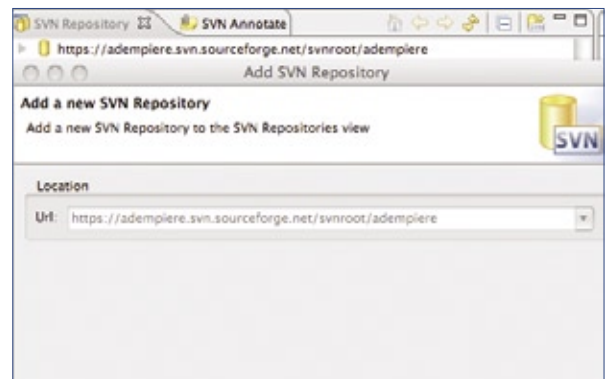 SVN Repository SVN Annotate
https://adempiere.svn.sourceforge.net/svnroot/adempiere
Add SVN Repository
Add a new SVN Repository
Add a new SVN Repository to the SVN Repositories view
SVN
Location
Url: https://adempiere.svn.sourceforge.net/svnroot/adempiere